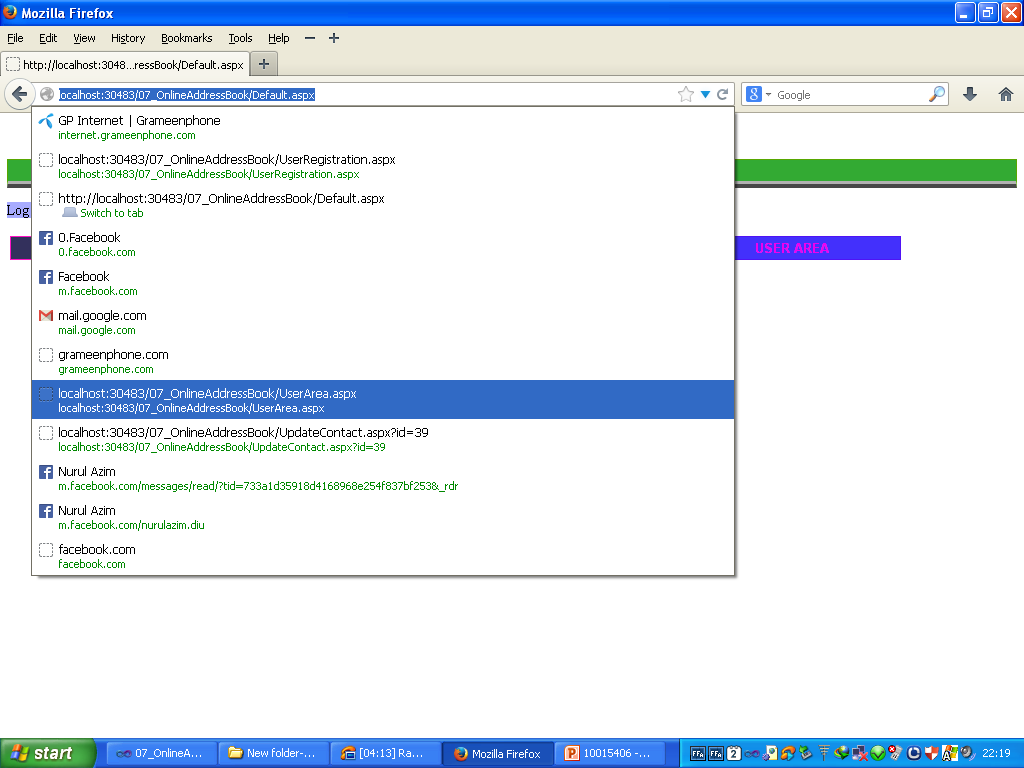 Mozilla Firefox
File Edit View History Bookmarks Tools Help
http://localhost:3048...ressBook/Default.aspx
localhost:30483/07_OnlineAddressBook/Default.aspx
Google
GP Internet | Grameenphone
internet.grameenphone.com
localhost:30483/07_OnlineAddressBook/UserRegistration.aspx
localhost:30483/07_OnlineAddressBook/UserRegistration.aspx
http://localhost:30483/07_OnlineAddressBook/Default.aspx
Switch to tab
Log
0.Facebook
0.facebook.com
USER AREA
Facebook
m.facebook.com
mail.google.com
mail.google.com
grameenphone.com
grameenphone.com
localhost:30483/07_OnlineAddressBook/UserArea.aspx
localhost:30483/07_OnlineAddressBook/UserArea.aspx
localhost:30483/07_OnlineAddressBook/UpdateContact.aspx?id=39
localhost:30483/07_OnlineAddressBook/UpdateContact.aspx?id=39
Nurul Azim
m.facebook.com/messages/read/?tid=733a1d35918d4168968e254f837bf253&_rdr
Nurul Azim
m.facebook.com/nurulazim.diu
facebook.com
facebook.com
start 07_OnlineA... New folder-... [04:13] Ra... Mozilla Firefox 10015406 -... 2 22:19